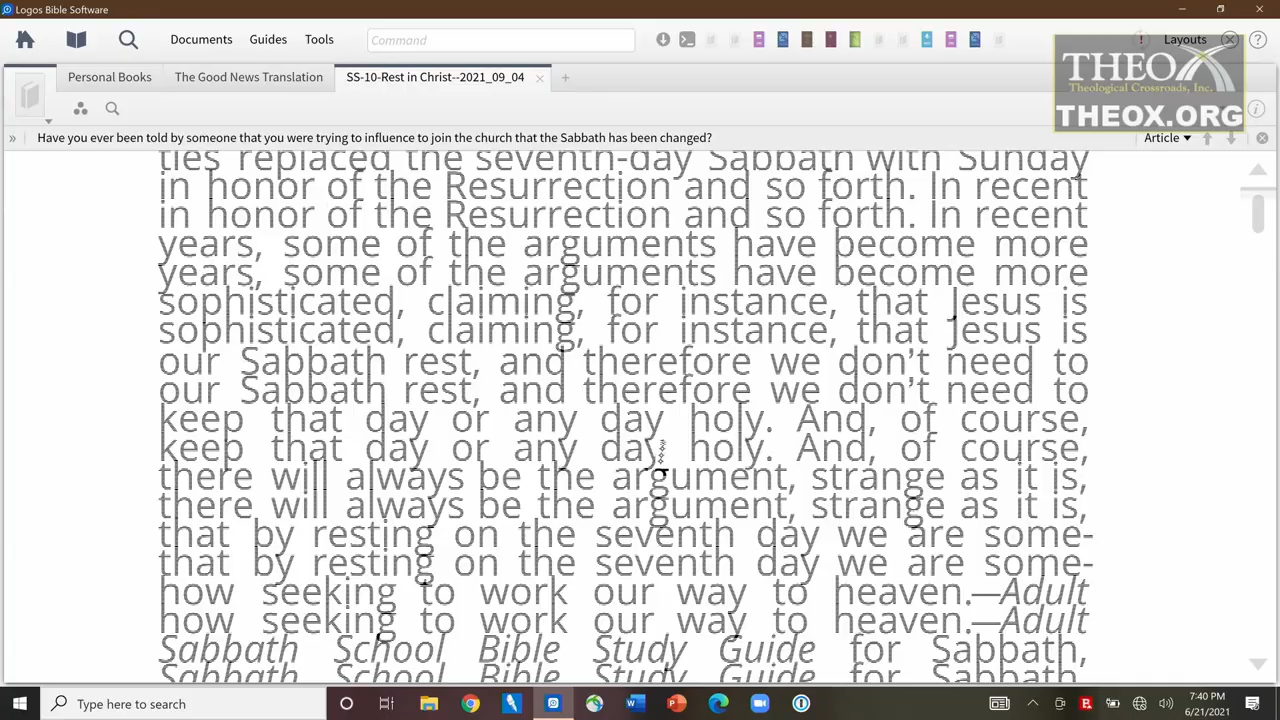 Logos Bible Software
Documents Guides Tools Command Layouts
Personal Books The Good News Translation SS-10-Rest in Christ--2021_09_04
THEOX
Theological Crossroads, Inc.
THEOX.ORG
Have you ever been told by someone that you were trying to influence to join the church that the Sabbath has been changed? Article
ties replaced the seventh-day Sabbath with Sunday
in honor of the Resurrection and so forth. In recent
in honor of the Resurrection and so forth. In recent
years, some of the arguments have become more
years, some of the arguments have become more
sophisticated, claiming, for instance, that Jesus is
sophisticated, claiming, for instance, that Jesus is
our Sabbath rest, and therefore we don't need to
our Sabbath rest, and therefore we don't need to
keep that day or any day holy. And, of course,
keep that day or any day holy. And, of course,
there will always be the argument, strange as it is,
there will always be the argument, strange as it is,
that by resting on the seventh day we are some-
that by resting on the seventh day we are some-
how seeking to work our way to heaven.—Adult
how seeking to work our way to heaven.—Adult
Sabbath School Bible Study Guide for Sabbath,
Sabbath School Bible Study Guide for Sabbath,
Type here to search
7:40 PM
6/21/2021